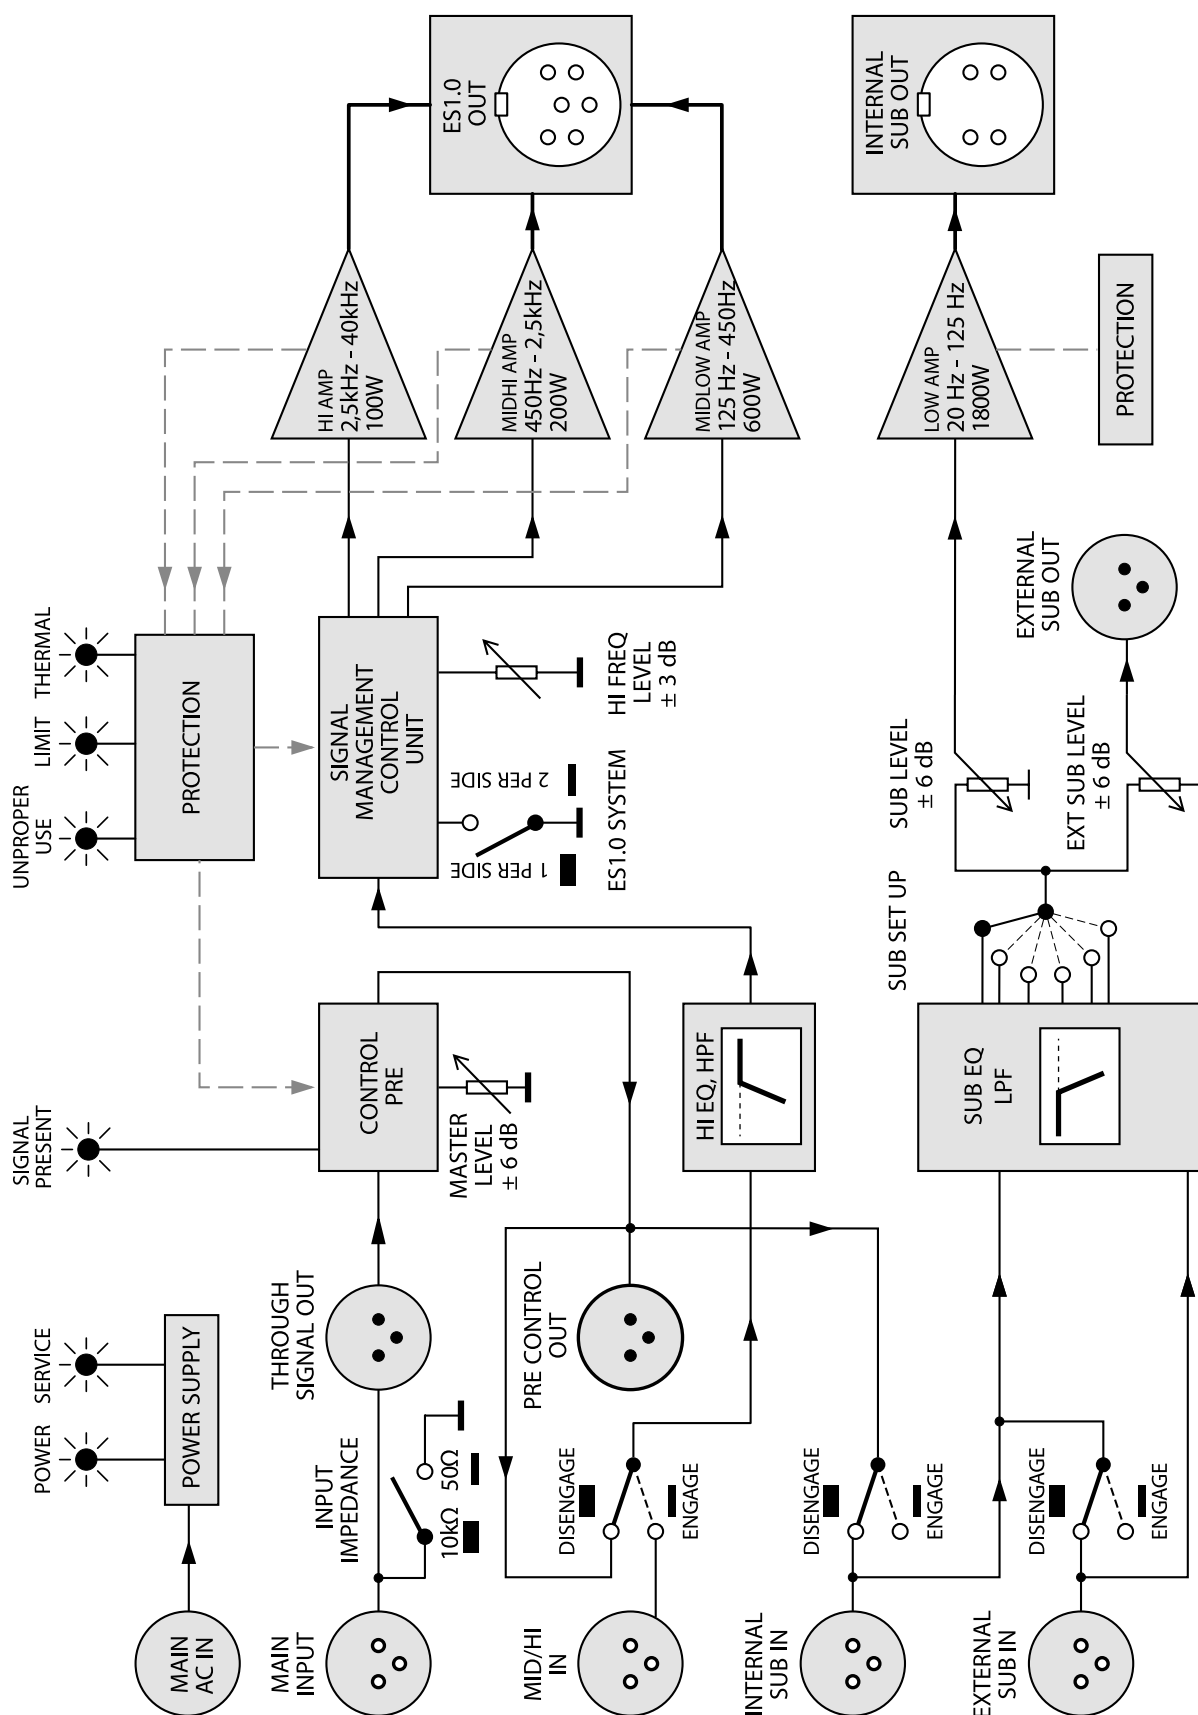 POWER
SERVICE
MAIN
AC IN
POWER SUPPLY
SIGNAL
PRESENT
UNPROPER
USE
LIMIT
THERMAL
PROTECTION
MAIN
INPUT
INPUT
IMPEDANCE
10kΩ
50Ω
THROUGH
SIGNAL OUT
CONTROL
PRE
MASTER
LEVEL
± 6 dB
SIGNAL
MANAGEMENT
CONTROL
UNIT
1 PER SIDE
2 PER SIDE
ES1.0 SYSTEM
HI FREQ
LEVEL
± 3 dB
HI AMP
2,5kHz - 40kHz
100W
MIDHI AMP
450Hz - 2,5kHz
200W
MIDLOW AMP
125 Hz - 450Hz
600W
ES1.0
OUT
MID/HI
IN
DISENGAGE
ENGAGE
PRE CONTROL
OUT
HI EQ, HPF
INTERNAL
SUB IN
DISENGAGE
ENGAGE
EXTERNAL
SUB IN
DISENGAGE
ENGAGE
SUB EQ
LPF
SUB SET UP
SUB LEVEL
± 6 dB
EXT SUB LEVEL
± 6 dB
EXTERNAL
SUB OUT
LOW AMP
20 Hz - 125 Hz
1800W
PROTECTION
INTERNAL
SUB OUT